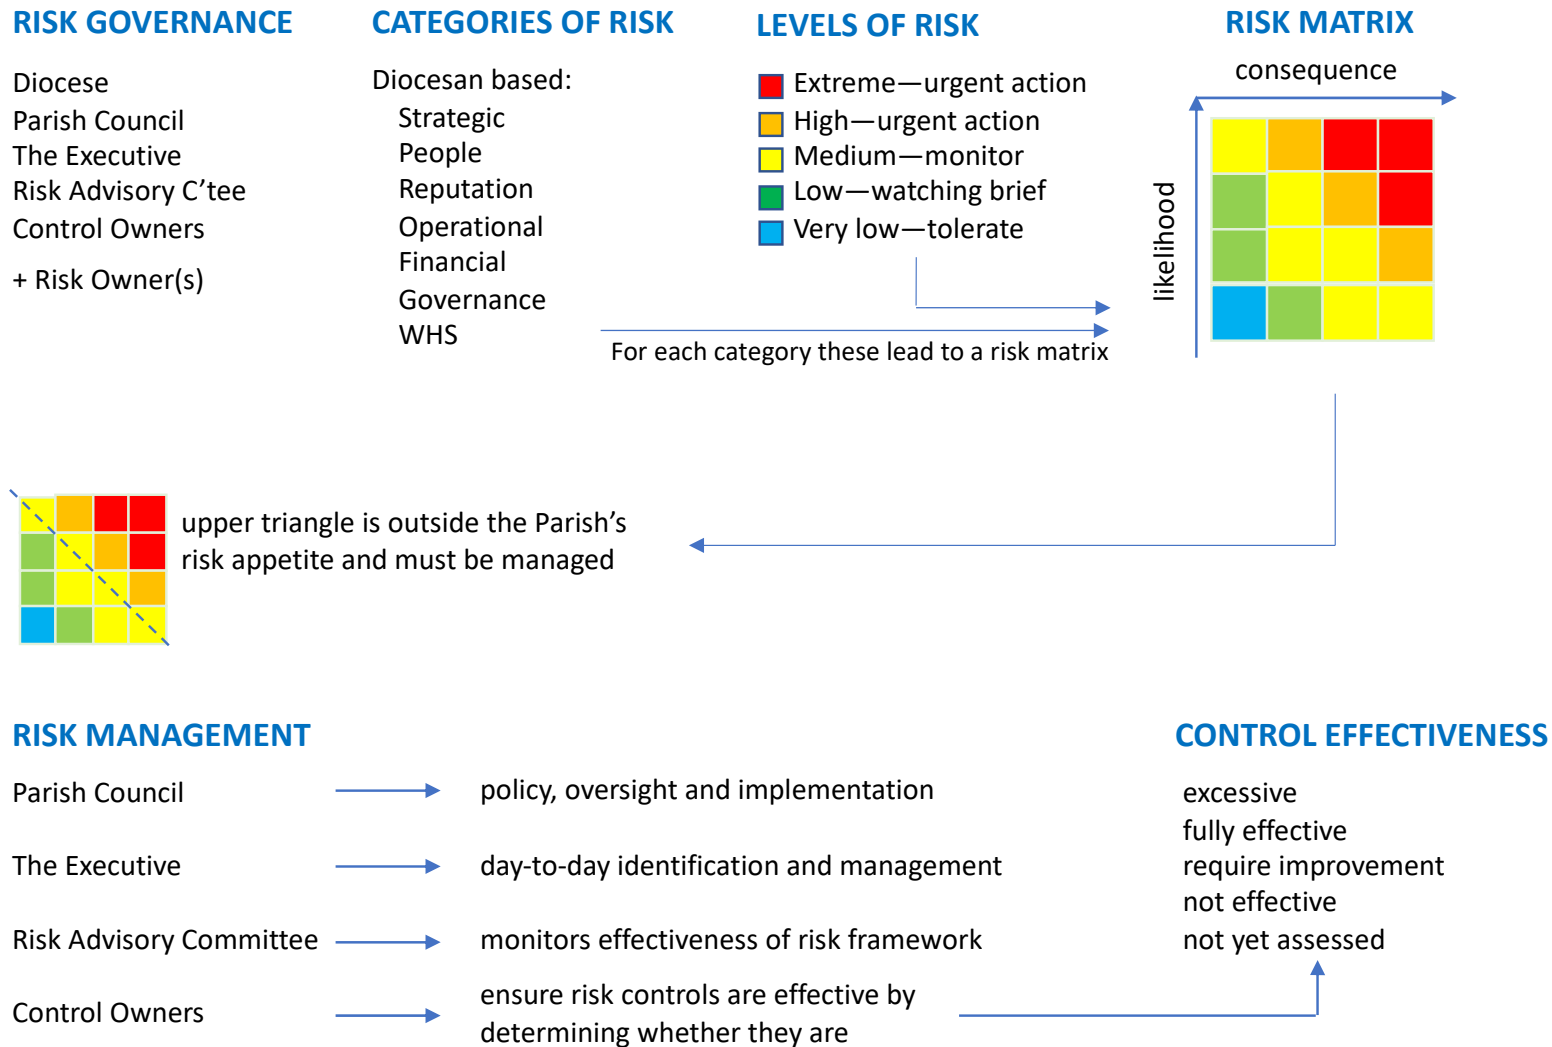 RISK GOVERNANCE
Diocese
Parish Council
The Executive
Risk Advisory C'tee
Control Owners
+ Risk Owner(s)
CATEGORIES OF RISK
Diocesan based:
Strategic
People
Reputation
Operational
Financial
Governance
WHS
LEVELS OF RISK
Extreme—urgent action
High—urgent action
Medium—monitor
Low—watching brief
Very low—tolerate
For each category these lead to a risk matrix
RISK MATRIX
consequence
likelihood
upper triangle is outside the Parish's
risk appetite and must be managed
RISK MANAGEMENT
Parish Council
policy, oversight and implementation
The Executive
day-to-day identification and management
Risk Advisory Committee
monitors effectiveness of risk framework
Control Owners
ensure risk controls are effective by
determining whether they are
CONTROL EFFECTIVENESS
excessive
fully effective
require improvement
not effective
not yet assessed